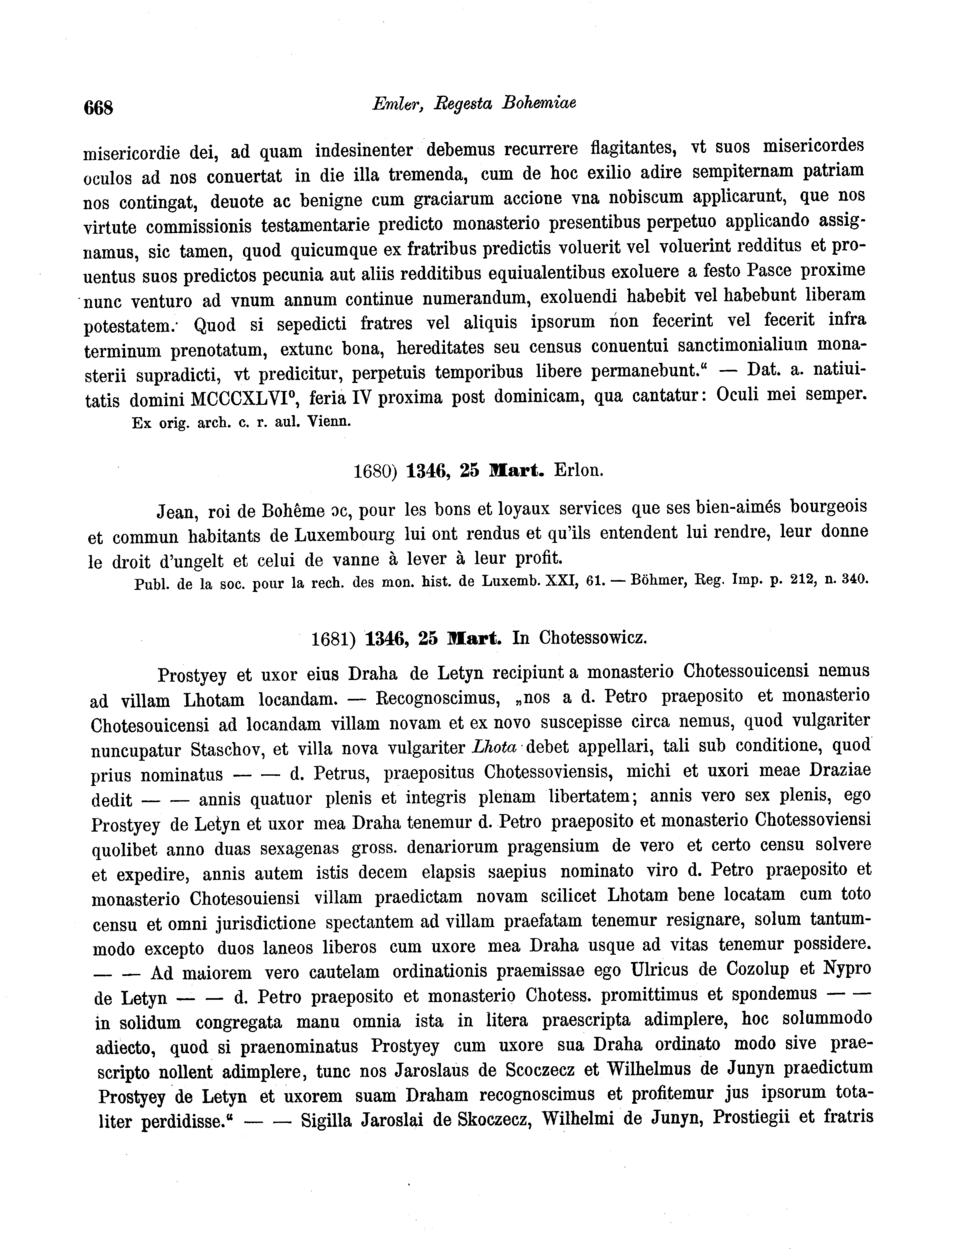 668 Emler, Regesta Bohemiae
misericordie dei, ad quam indesinenter debemus recurrere flagitantes, vt suos misericordes
oculos ad nos conuertat in die illa tremenda, cum de hoc exilio adire sempiternam patriam
nos contingat, deuote ac benigne cum graciarum accione vna nobiscum applicarunt, que nos
virtute commissionis testamentarie predicto monasterio presentibus perpetuo applicando assig-
namus, sic tamen, quod quicumque ex fratribus predictis voluerit vel voluerint redditus et pro-
uentus suos predictos pecunia aut aliis redditibus equiualentibus exoluere a festo Pasce proxime
nunc venturo ad vnum annum continue numerandum, exoluendi habebit vel habebunt liberam
potestatem. Quod si sepedicti fratres vel aliquis ipsorum non fecerint vel fecerit infra
terminum prenotatum, extunc bona, hereditates seu census conuentui sanctimonialium mona-
sterii supradicti, vt predicitur, perpetuis temporibus libere permanebunt.“ — Dat. a. natiui-
tatis domini MCCCXLVI⁰, feria IV proxima post dominicam, qua cantatur: Oculi mei semper.
Ex orig. arch. c. r. aul. Vienn.
1680) 1346, 25 Mart. Erlon.
Jean, roi de Bohême ɔc, pour les bons et loyaux services que ses bien-aimés bourgeois
et commun habitants de Luxembourg lui ont rendus et qu'ils entendent lui rendre, leur donne
le droit d'ungelt et celui de vanne à lever à leur profit.
Publ. de la soc. pour la rech. des mon. hist. de Luxemb. XXI, 61. — Böhmer, Reg. Imp. p. 212, n. 340.
1681) 1346, 25 Mart. In Chotessowicz.
Prostyey et uxor eius Draha de Letyn recipiunt a monasterio Chotessouicensi nemus
ad villam Lhotam locandam. — Recognoscimus, „nos a d. Petro praeposito et monasterio
Chotesouicensi ad locandam villam novam et ex novo suscepisse circa nemus, quod vulgariter
nuncupatur Staschov, et villa nova vulgariter Lhota debet appellari, tali sub conditione, quod
prius nominatus — — d. Petrus, praepositus Chotessoviensis, michi et uxori meae Draziae
dedit — — annis quatuor plenis et integris plenam libertatem; annis vero sex plenis, ego
Prostyey de Letyn et uxor mea Draha tenemur d. Petro praeposito et monasterio Chotessoviensi
quolibet anno duas sexagenas gross. denariorum pragensium de vero et certo censu solvere
et expedire, annis autem istis decem elapsis saepius nominato viro d. Petro praeposito et
monasterio Chotesouiensi villam praedictam novam scilicet Lhotam bene locatam cum toto
censu et omni jurisdictione spectantem ad villam praefatam tenemur resignare, solum tantum-
modo excepto duos laneos liberos cum uxore mea Draha usque ad vitas tenemur possidere.
— — Ad maiorem vero cautelam ordinationis praemissae ego Ulricus de Cozolup et Nypro
de Letyn — — d. Petro praeposito et monasterio Chotess. promittimus et spondemus — —
in solidum congregata manu omnia ista in litera praescripta adimplere, hoc solummodo
adiecto, quod si praenominatus Prostyey cum uxore sua Draha ordinato modo sive prae-
scripto nollent adimplere, tunc nos Jaroslaus de Scoczecz et Wilhelmus de Junyn praedictum
Prostyey de Letyn et uxorem suam Draham recognoscimus et profitemur jus ipsorum tota-
liter perdidisse.“ — — Sigilla Jaroslai de Skoczecz, Wilhelmi de Junyn, Prostiegii et fratris